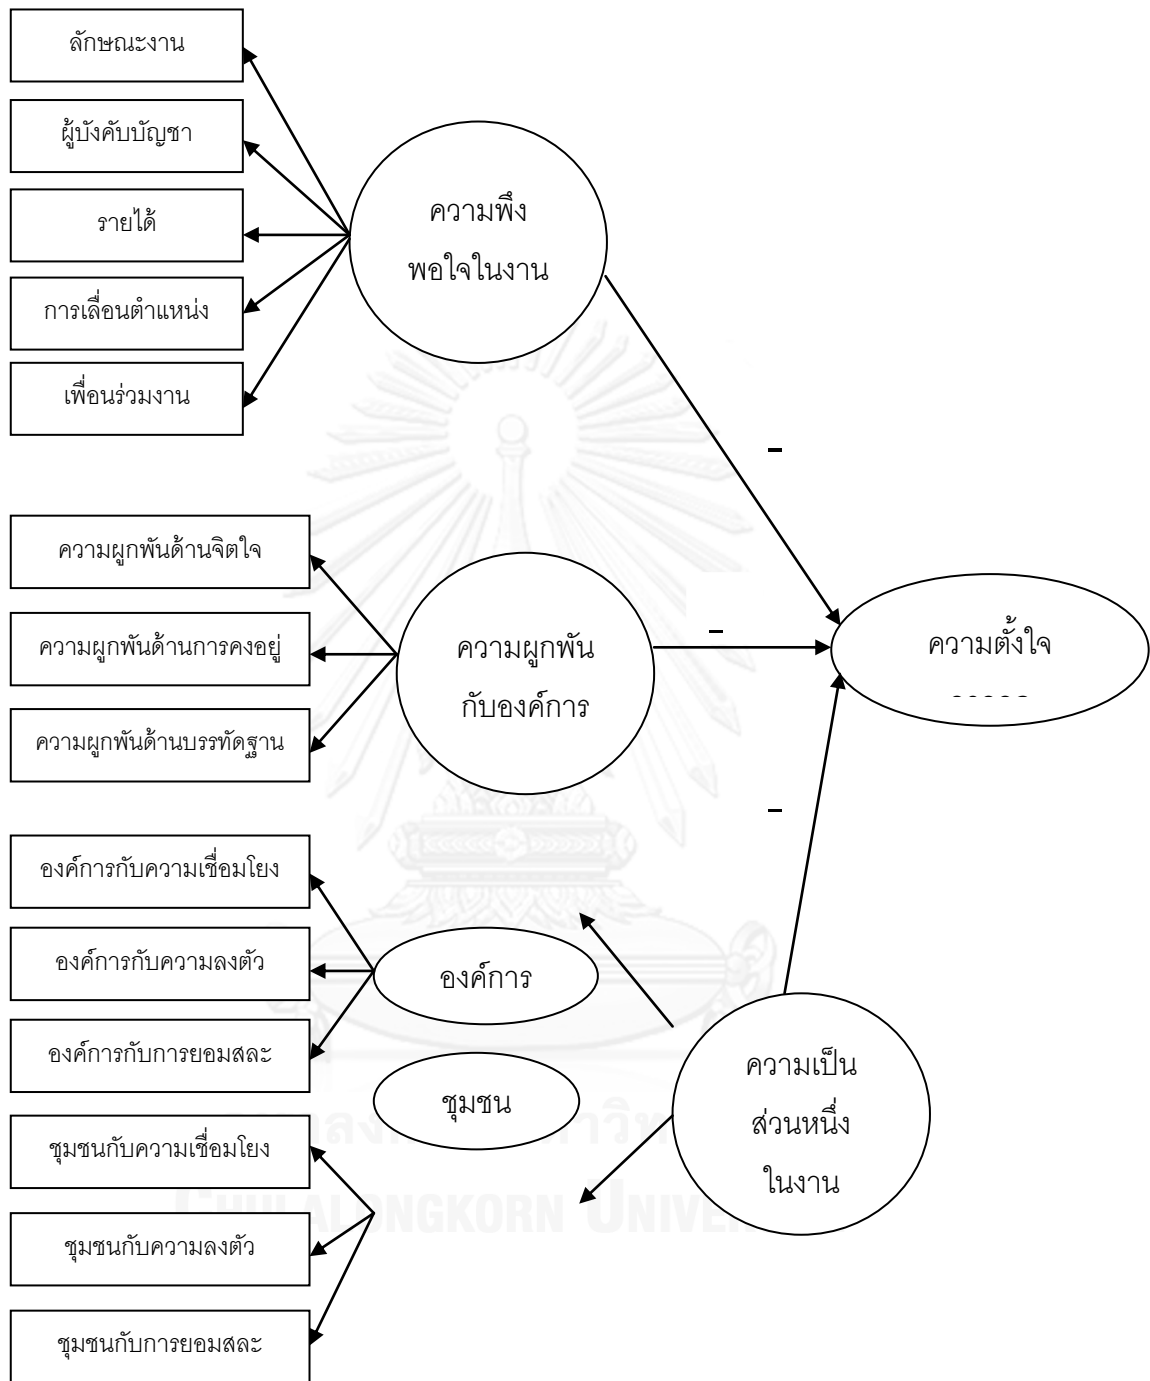 ลักษณะงาน
ผู้บังคับบัญชา
รายได้
การเลื่อนตำแหน่ง
เพื่อนร่วมงาน
ความพึง
พอใจในงาน
–
ความผูกพันด้านจิตใจ
ความผูกพันด้านการคงอยู่
ความผูกพันด้านบรรทัดฐาน
ความผูกพัน
กับองค์การ
–
ความตั้งใจ
–
องค์การกับความเชื่อมโยง
องค์การกับความลงตัว
องค์การกับการยอมสละ
ชุมชนกับความเชื่อมโยง
ชุมชนกับความลงตัว
ชุมชนกับการยอมสละ
องค์การ
ชุมชน
ความเป็น
ส่วนหนึ่ง
ในงาน
CHULALONGKORN UNIVER